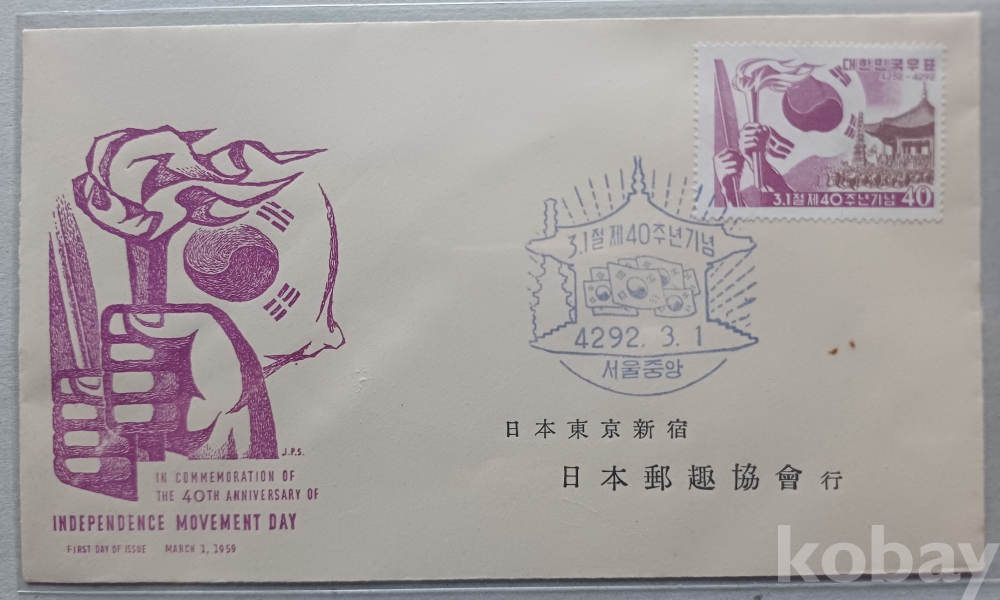 대한민국우표
4252-4292
3.1절제40주년기념 40
3.1절 제40주년기념
4292. 3. 1
서울중앙
日本東京新宿
日本郵趣協會行
J.P.S.
IN COMMEMORATION OF
THE 40TH ANNIVERSARY OF
INDEPENDENCE MOVEMENT DAY
FIRST DAY OF ISSUE MARCH 1, 1959
kobay